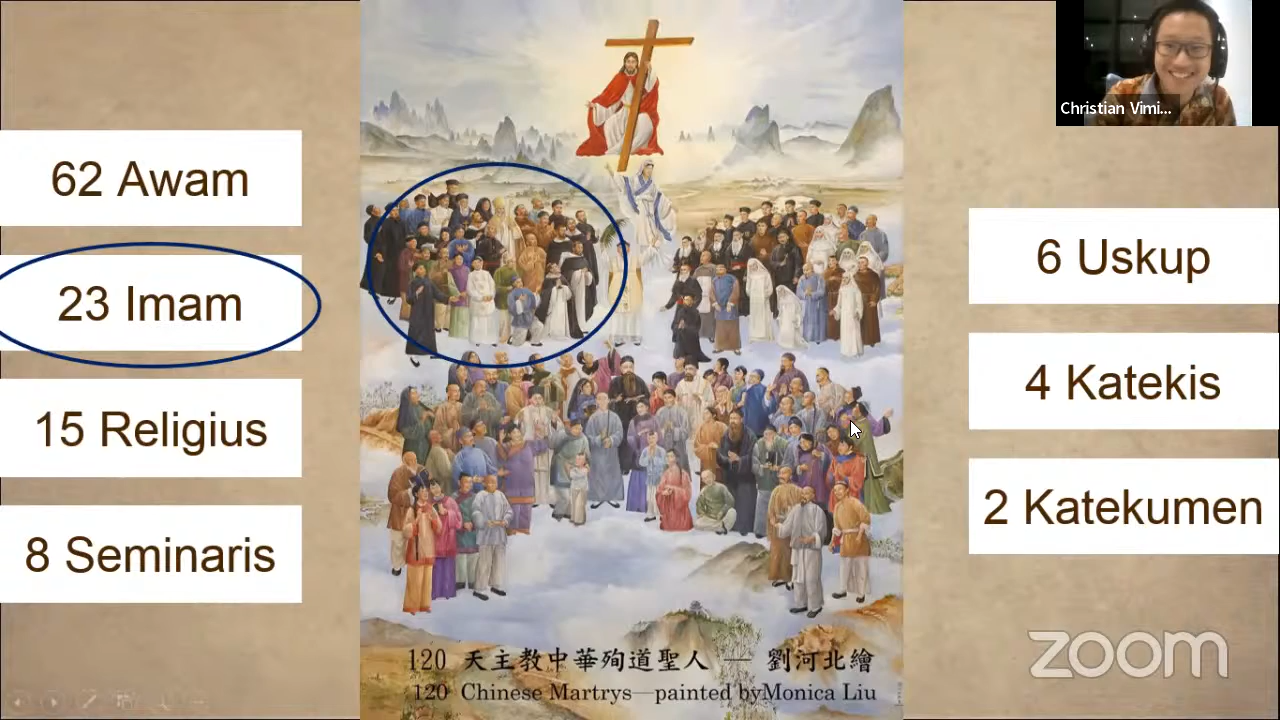 62 Awam
23 Imam
15 Religius
8 Seminaris
Christian Vimi...
6 Uskup
4 Katekis
2 Katekumen
zoom
120 天主教中華殉道聖人 — 劉河北繪
120 Chinese Martrys—painted byMonica Liu